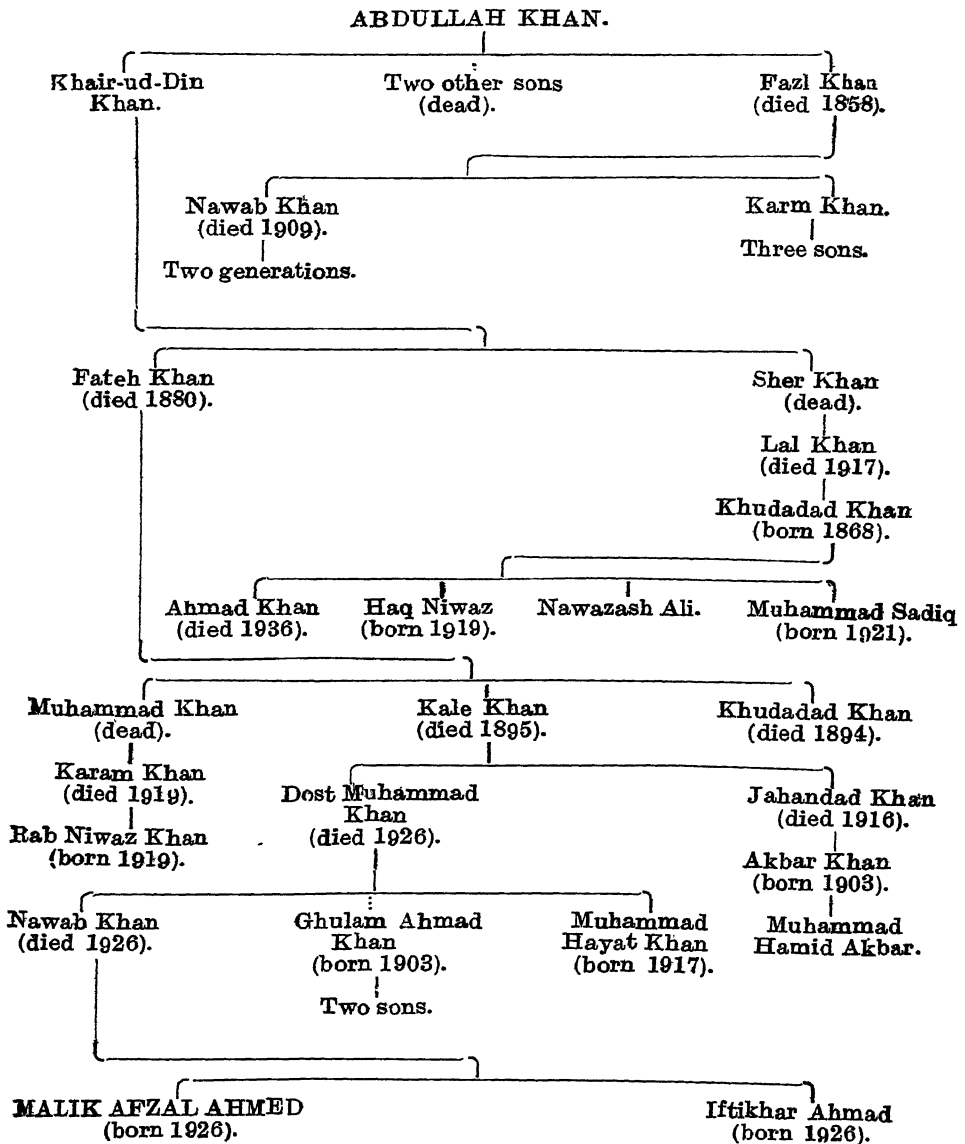 ABDULLAH KHAN.
Khair-ud-Din
Khan.
Two other sons
(dead).
Fazl Khan
(died 1858).
Nawab Khan
(died 1909).
Two generations.
Karm Khan.
Three sons.
Fateh Khan
(died 1880).
Sher Khan
(dead).
Lal Khan
(died 1917).
Khudadad Khan
(born 1868).
Ahmad Khan
(died 1936).
Haq Niwaz
(born 1919).
Nawazash Ali.
Muhammad Sadiq
(born 1921).
Muhammad Khan
(dead).
Karam Khan
(died 1919).
Rab Niwaz Khan
(born 1919).
Kale Khan
(died 1895).
Khudadad Khan
(died 1894).
Dost Muhammad
Khan
(died 1926).
Jahandad Khan
(died 1916).
Akbar Khan
(born 1903).
Muhammad
Hamid Akbar.
Nawab Khan
(died 1926).
Ghulam Ahmad
Khan
(born 1903).
Two sons.
Muhammad
Hayat Khan
(born 1917).
MALIK AFZAL AHMED
(born 1926).
Iftikhar Ahmad
(born 1926).